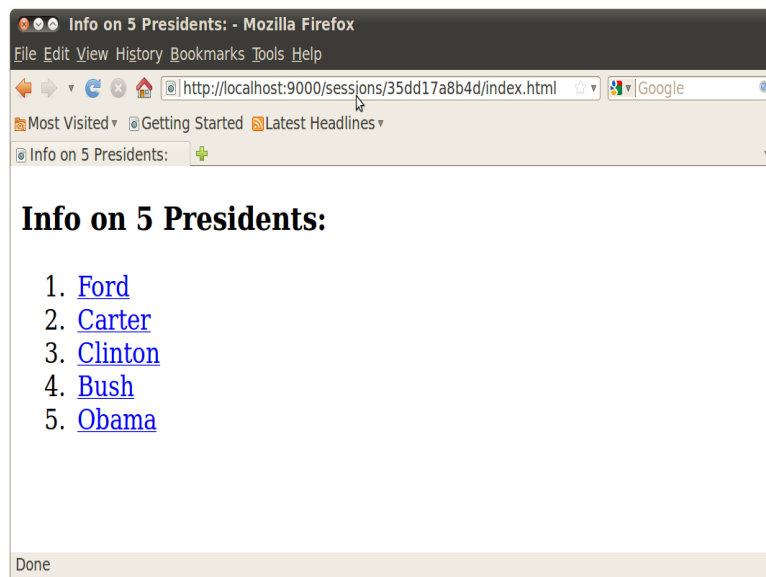 Info on 5 Presidents: - Mozilla Firefox
File Edit View History Bookmarks Tools Help
http://localhost:9000/sessions/35dd17a8b4d/index.html Google
Most Visited Getting Started Latest Headlines
Info on 5 Presidents:
Info on 5 Presidents:
1. Ford
2. Carter
3. Clinton
4. Bush
5. Obama
Done